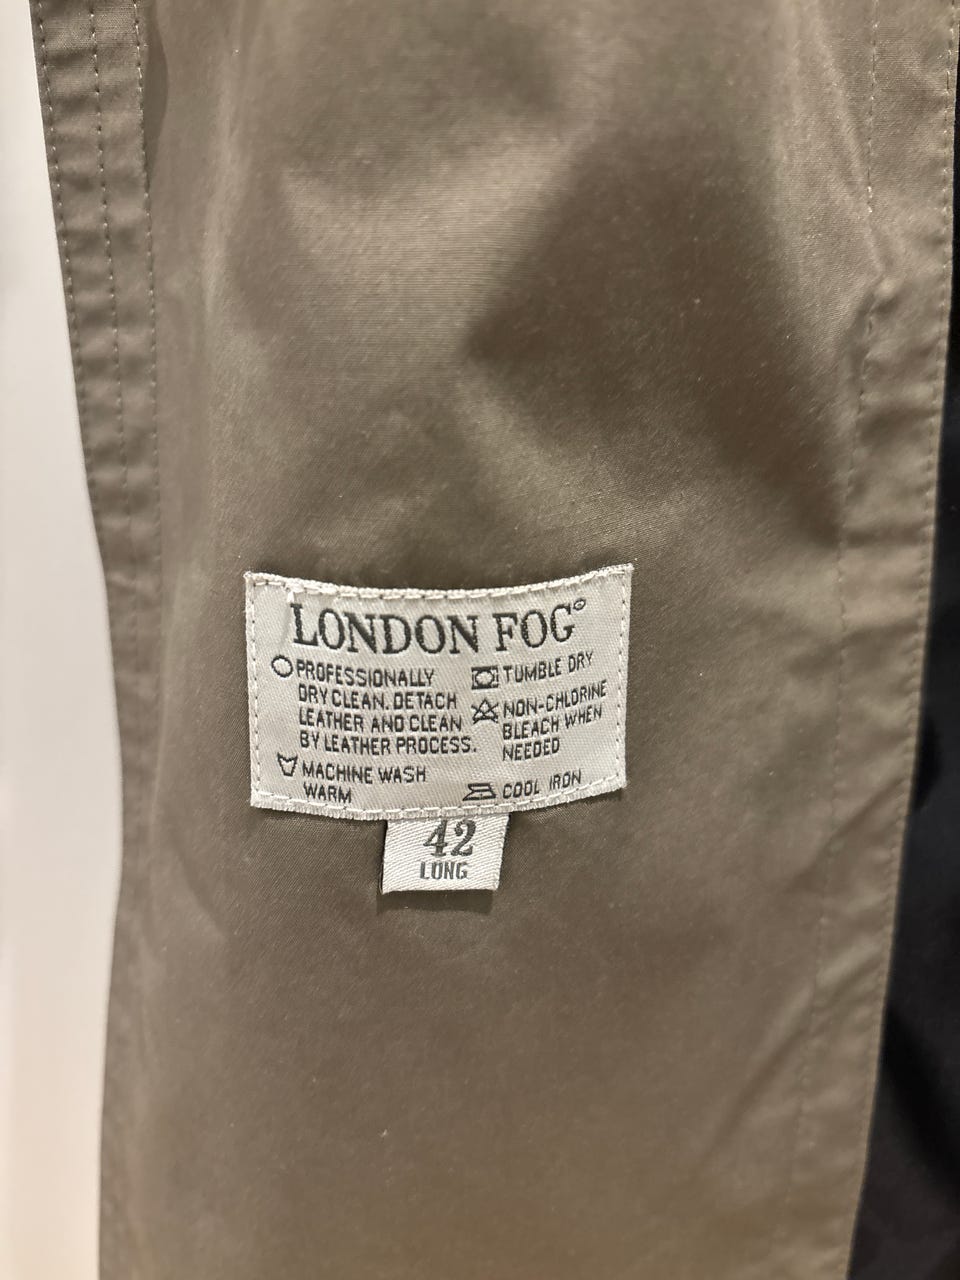 LONDON FOG®
PROFESSIONALLY
DRY CLEAN. DETACH
LEATHER AND CLEAN
BY LEATHER PROCESS.
MACHINE WASH
WARM
TUMBLE DRY
NON-CHLORINE
BLEACH WHEN
NEEDED
COOL IRON
42
LONG